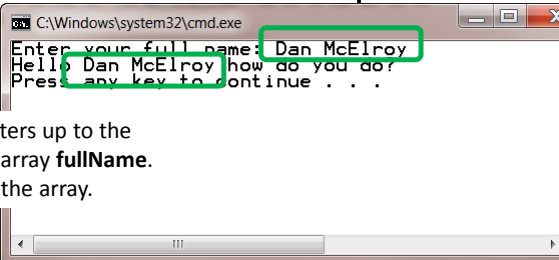 C:\Windows\system32\cmd.exe
Enter your full name: Dan McElroy
Hello Dan McElroy how do you do?
Press any key to continue . . .
ters up to the
array fullName.
the array.